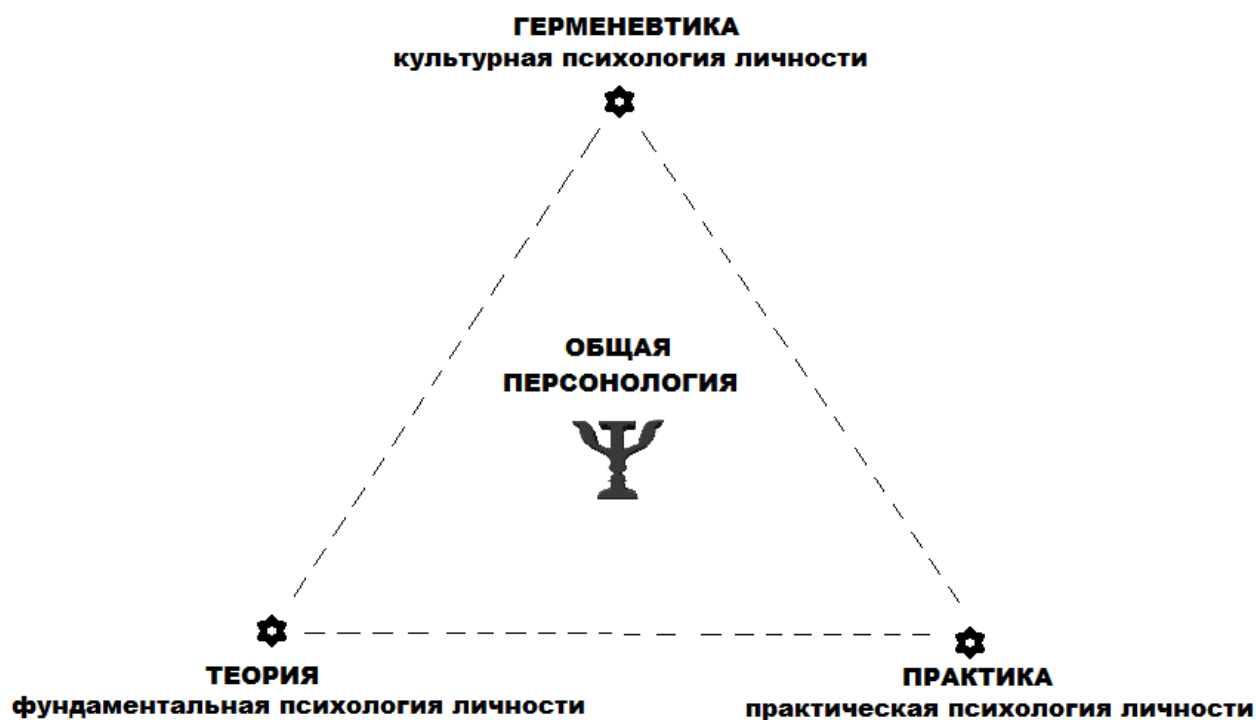 ГЕРМЕНЕВТИКА
культурная психология личности
ОБЩАЯ
ПЕРСОНОЛОГИЯ
ТЕОРИЯ
фундаментальная психология личности
ПРАКТИКА
практическая психология личности